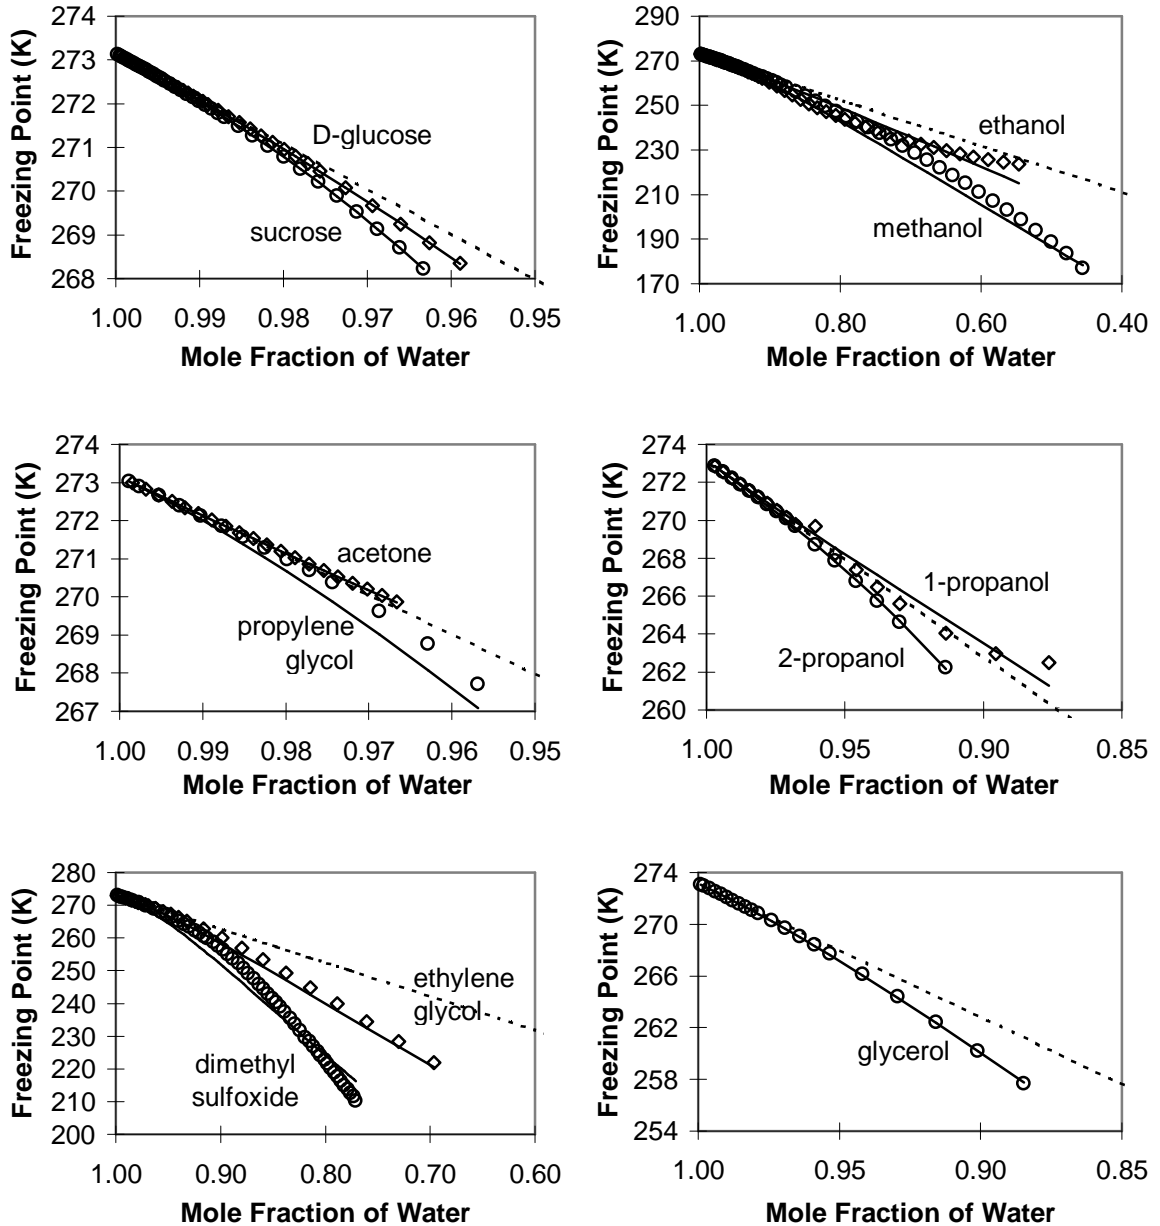 274
273
272
271
270
269
268
Freezing Point (K)
D-glucose
sucrose
1.00 0.99 0.98 0.97 0.96 0.95
Mole Fraction of Water
290
270
250
230
210
190
170
Freezing Point (K)
ethanol
methanol
1.00 0.80 0.60 0.40
Mole Fraction of Water
274
273
272
271
270
269
268
267
Freezing Point (K)
acetone
propylene
glycol
1.00 0.99 0.98 0.97 0.96 0.95
Mole Fraction of Water
274
272
270
268
266
264
262
260
Freezing Point (K)
1-propanol
2-propanol
1.00 0.95 0.90 0.85
Mole Fraction of Water
280
270
260
250
240
230
220
210
200
Freezing Point (K)
ethylene
glycol
dimethyl
sulfoxide
1.00 0.90 0.80 0.70 0.60
Mole Fraction of Water
274
270
266
262
258
254
Freezing Point (K)
glycerol
1.00 0.95 0.90 0.85
Mole Fraction of Water